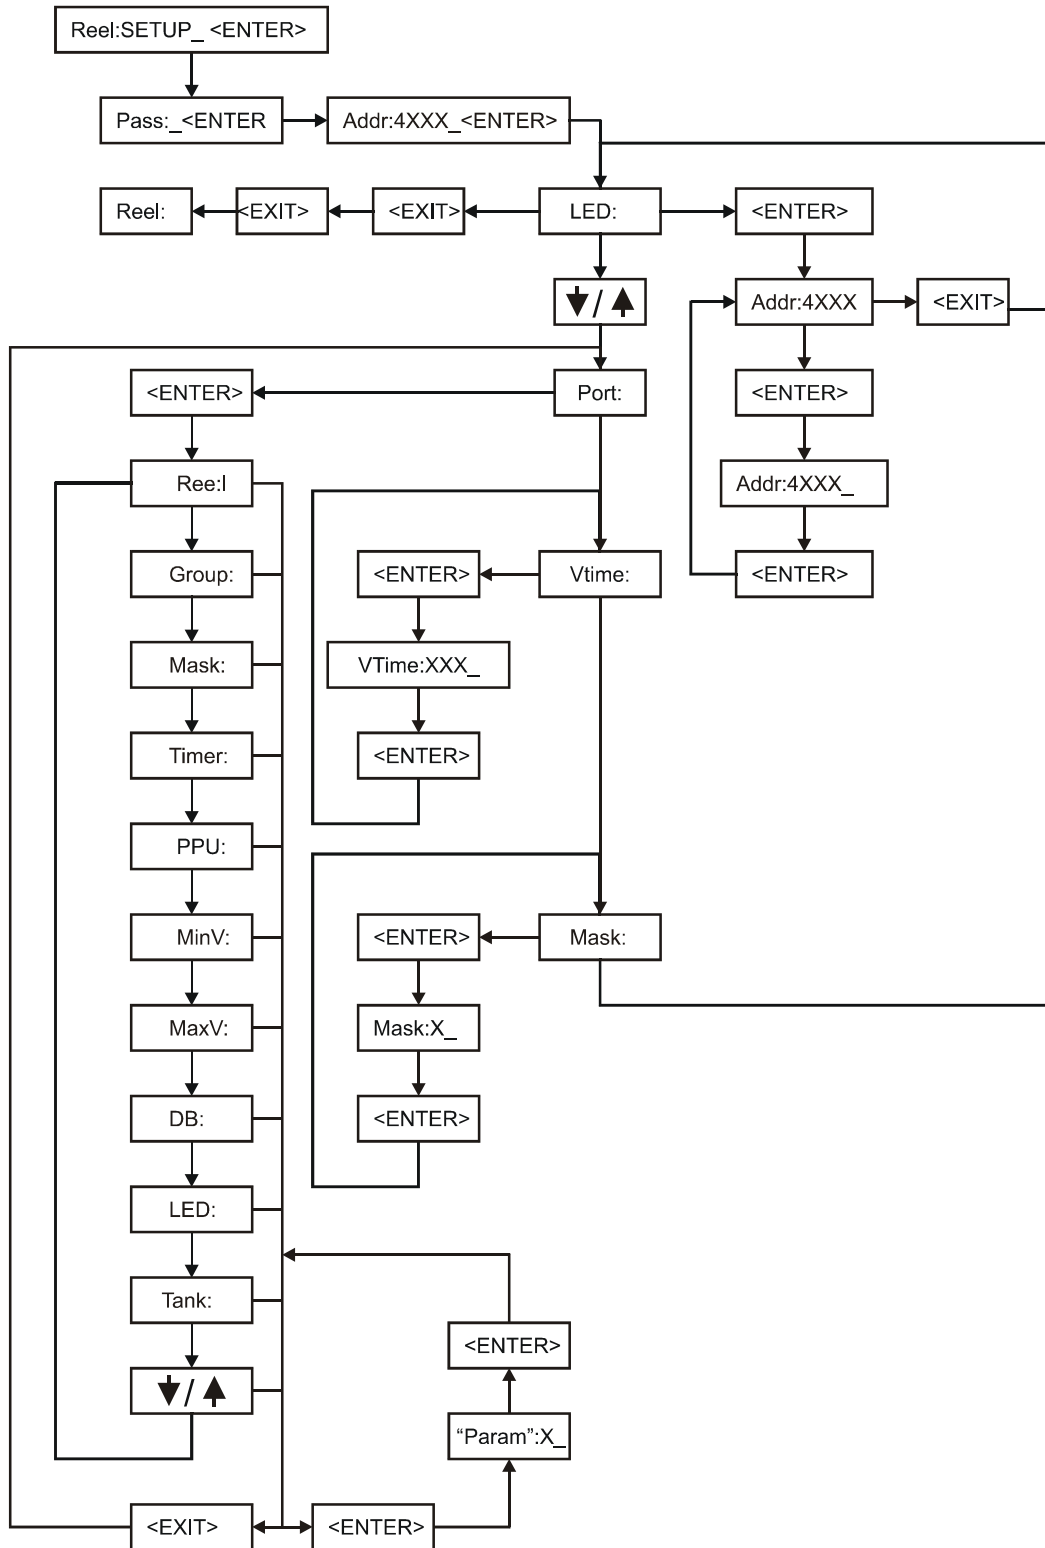 Reel:SETUP_ <ENTER>
Pass:_<ENTER
Addr:4XXX_<ENTER>
Reel:
<EXIT>
<EXIT>
LED:
<ENTER>
Addr:4XXX
<EXIT>
<ENTER>
Port:
<ENTER>
Ree:l
Addr:4XXX_
Group:
<ENTER>
Vtime:
<ENTER>
Mask:
VTime:XXX_
Timer:
<ENTER>
PPU:
MinV:
<ENTER>
Mask:
MaxV:
Mask:X_
DB:
<ENTER>
LED:
Tank:
<ENTER>
"Param":X_
<EXIT>
<ENTER>